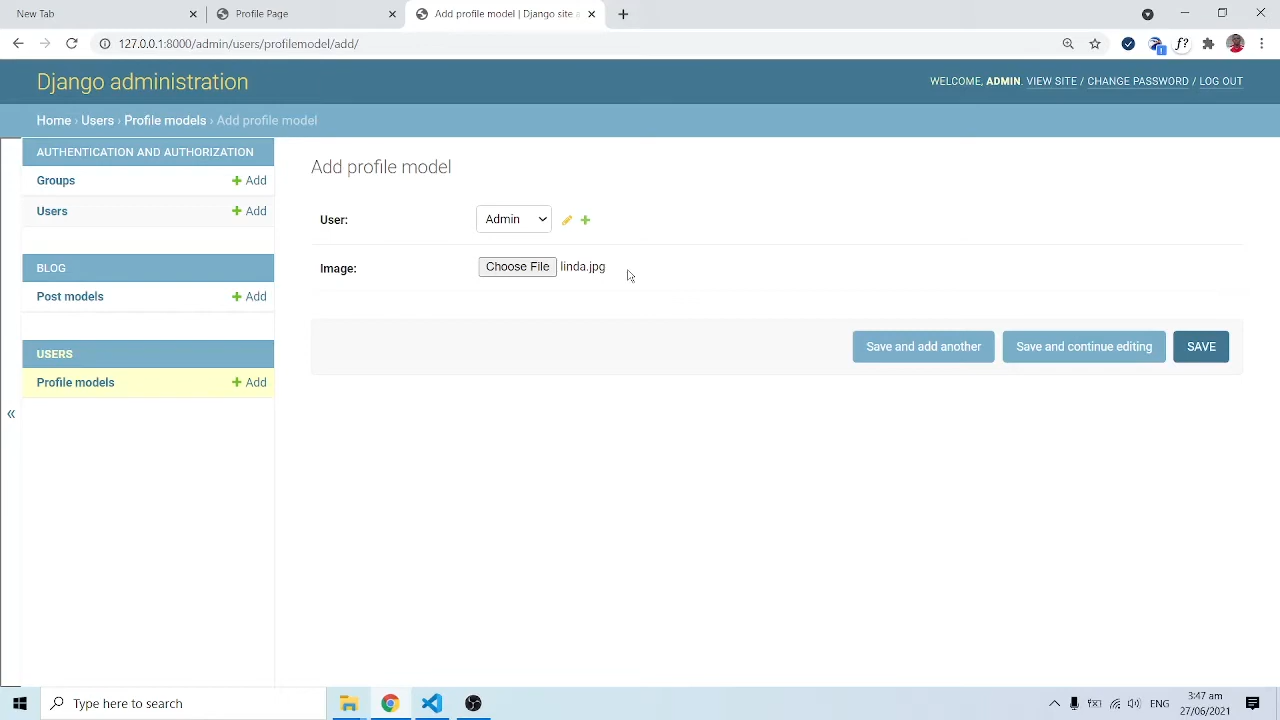 New Tab
Profile Page
Add profile model | Django site a
127.0.0.1:8000/admin/users/profilemodel/add/
Django administration
WELCOME, ADMIN. VIEW SITE / CHANGE PASSWORD / LOG OUT
Home › Users › Profile models › Add profile model
AUTHENTICATION AND AUTHORIZATION
Groups
Add
Users
Add
BLOG
Post models
Add
USERS
Profile models
Add
«
Add profile model
User:
Admin
Image:
Choose File linda.jpg
Save and add another
Save and continue editing
SAVE
Type here to search
ENG
3:47 am
27/06/2021